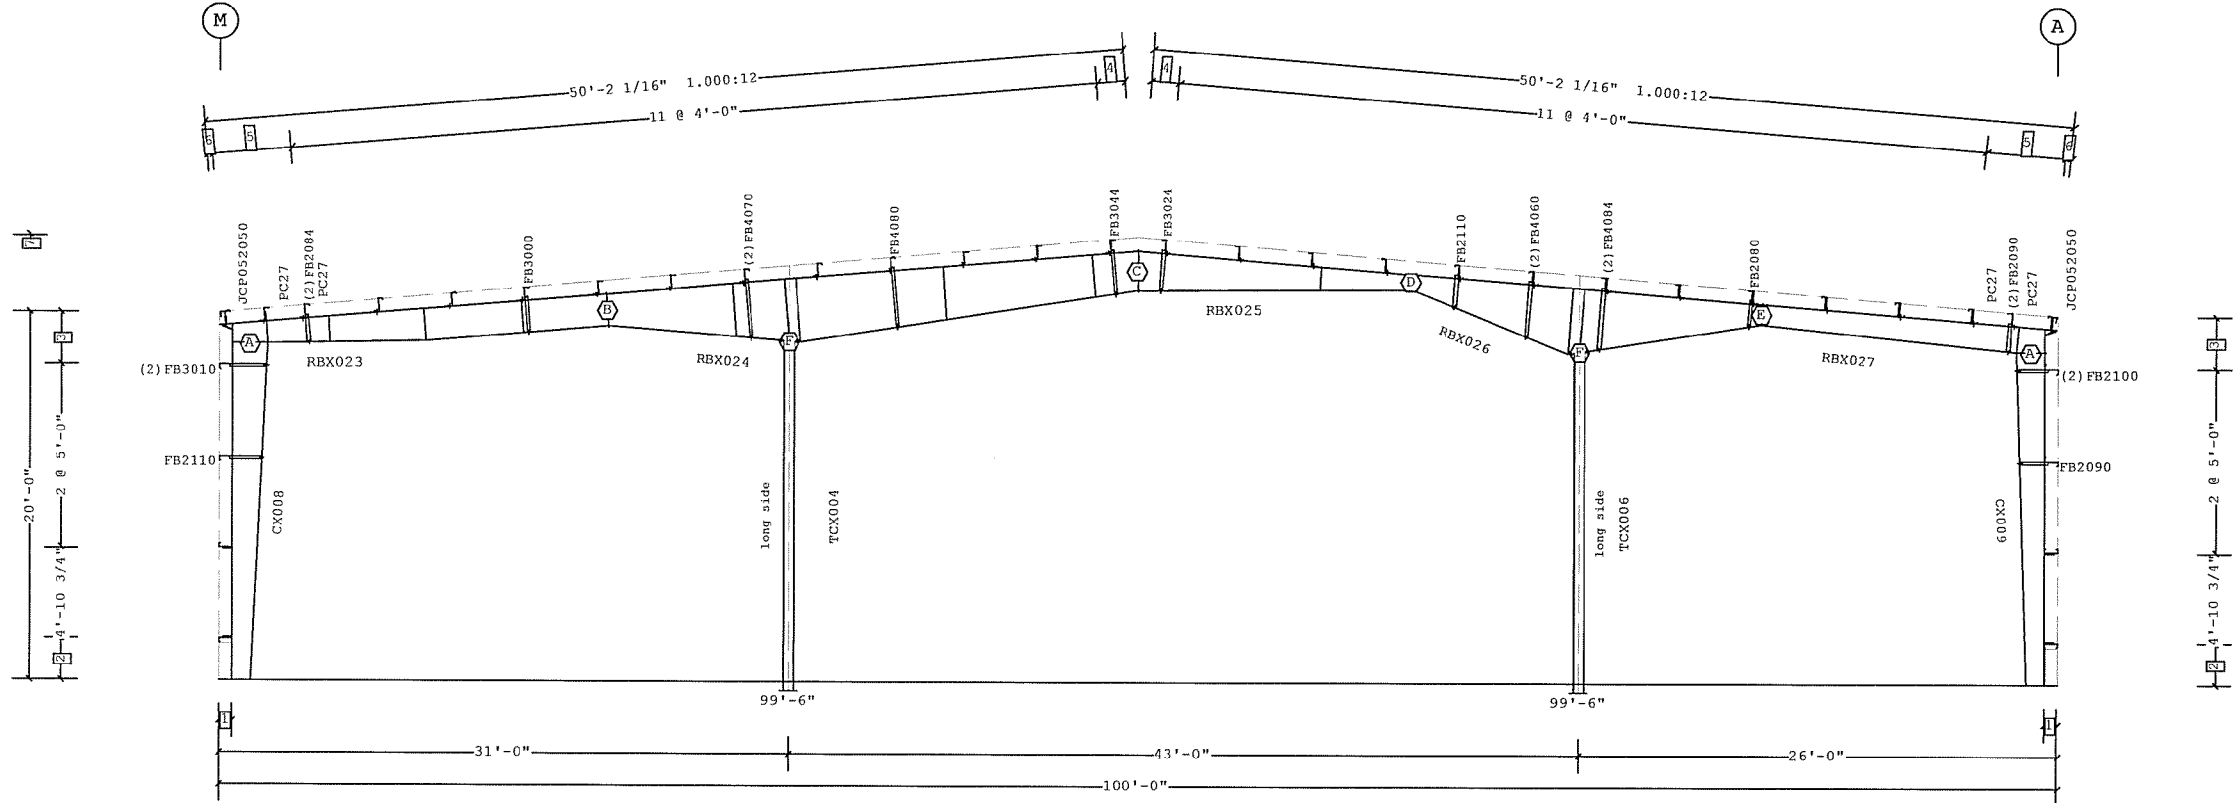 M
A
50'-2 1/16" 1.000:12
4
4
50'-2 1/16" 1.000:12
11 @ 4'-0"
11 @ 4'-0"
6
5
5
JCP052050
PC27
(2)FB2084
PC27
FB3000
(2)FB4070
FB4080
FB3044
FB3024
FB2110
(2)FB4060
(2)FB4084
FB2080
PC27
(2)FB2090
PC27
JCP052050
7
A
B
C
D
E
F
F
A
RBX023
RBX024
RBX025
RBX026
RBX027
3
3
(2)FB3010
(2)FB2100
FB2110
FB2090
20'-0"
2 @ 5'-0"
2 @ 5'-0"
CX008
long side
TCX004
long side
TCX006
CX009
4'-10 3/4"
4'-10 3/4"
2
2
99'-6"
99'-6"
1
1
31'-0"
43'-0"
26'-0"
100'-0"